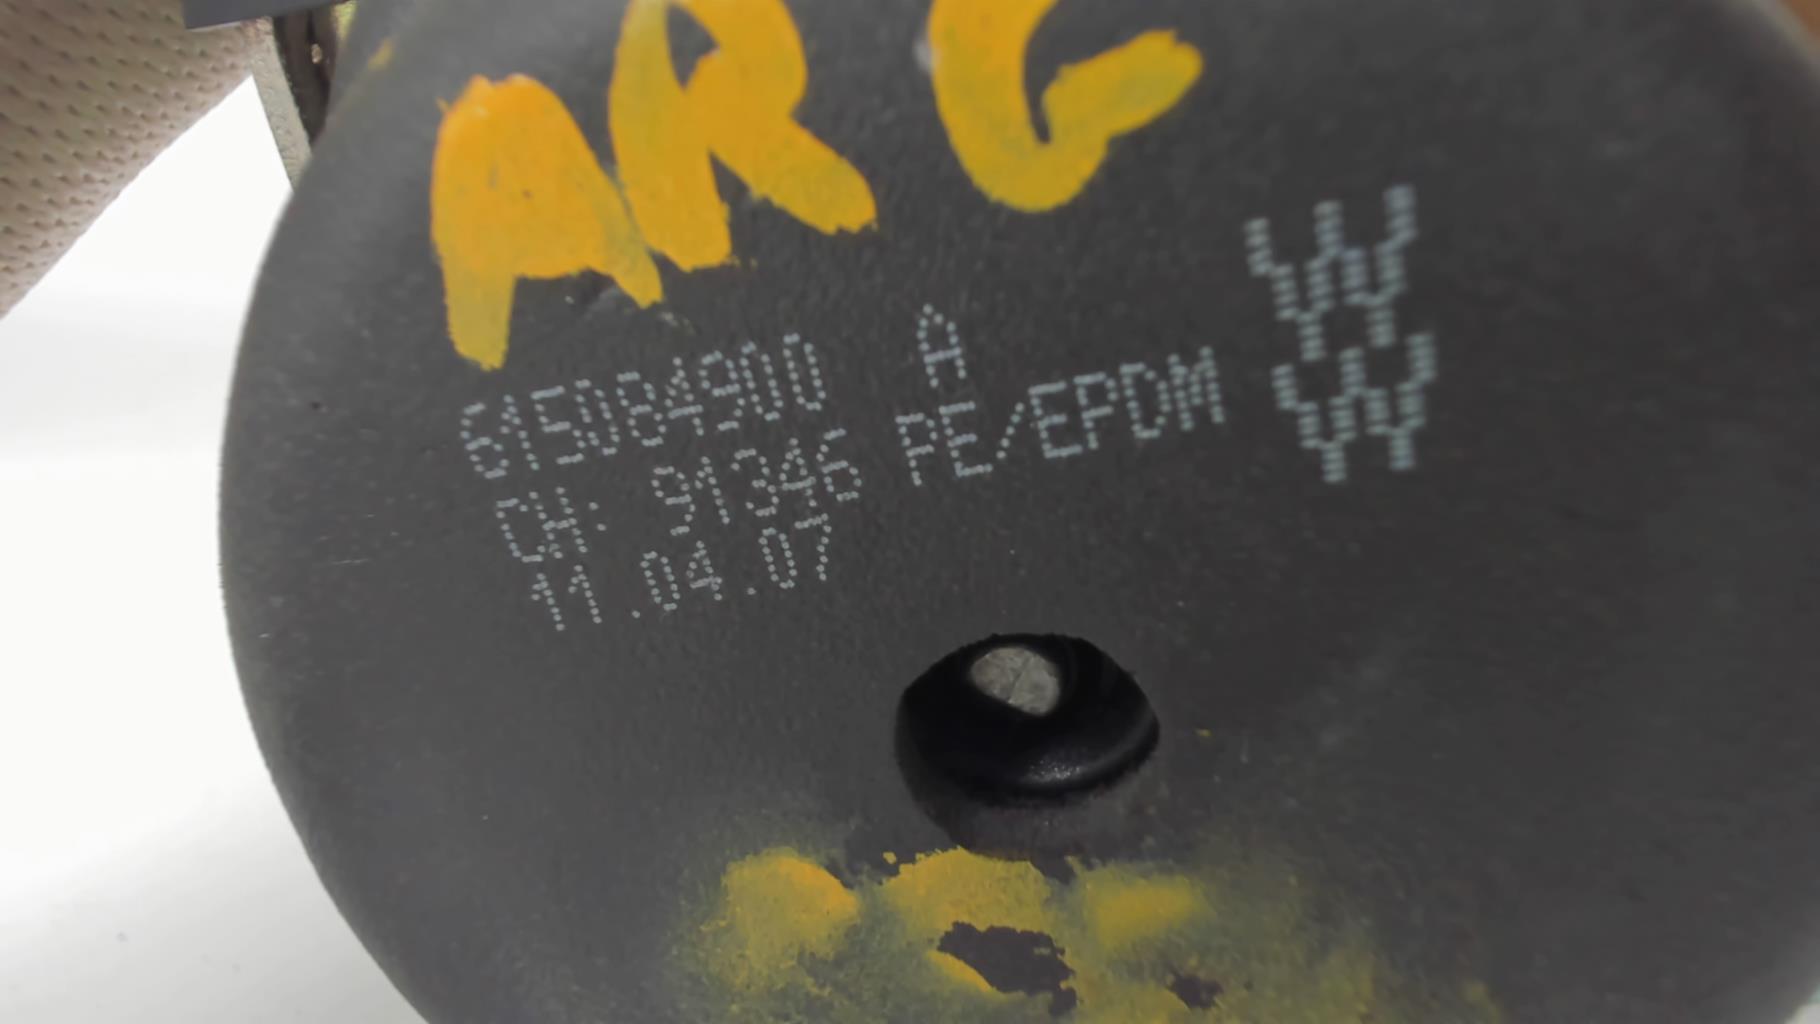 ARG
615084900 A
CH: 91346 PE/EPDM
11.04.07